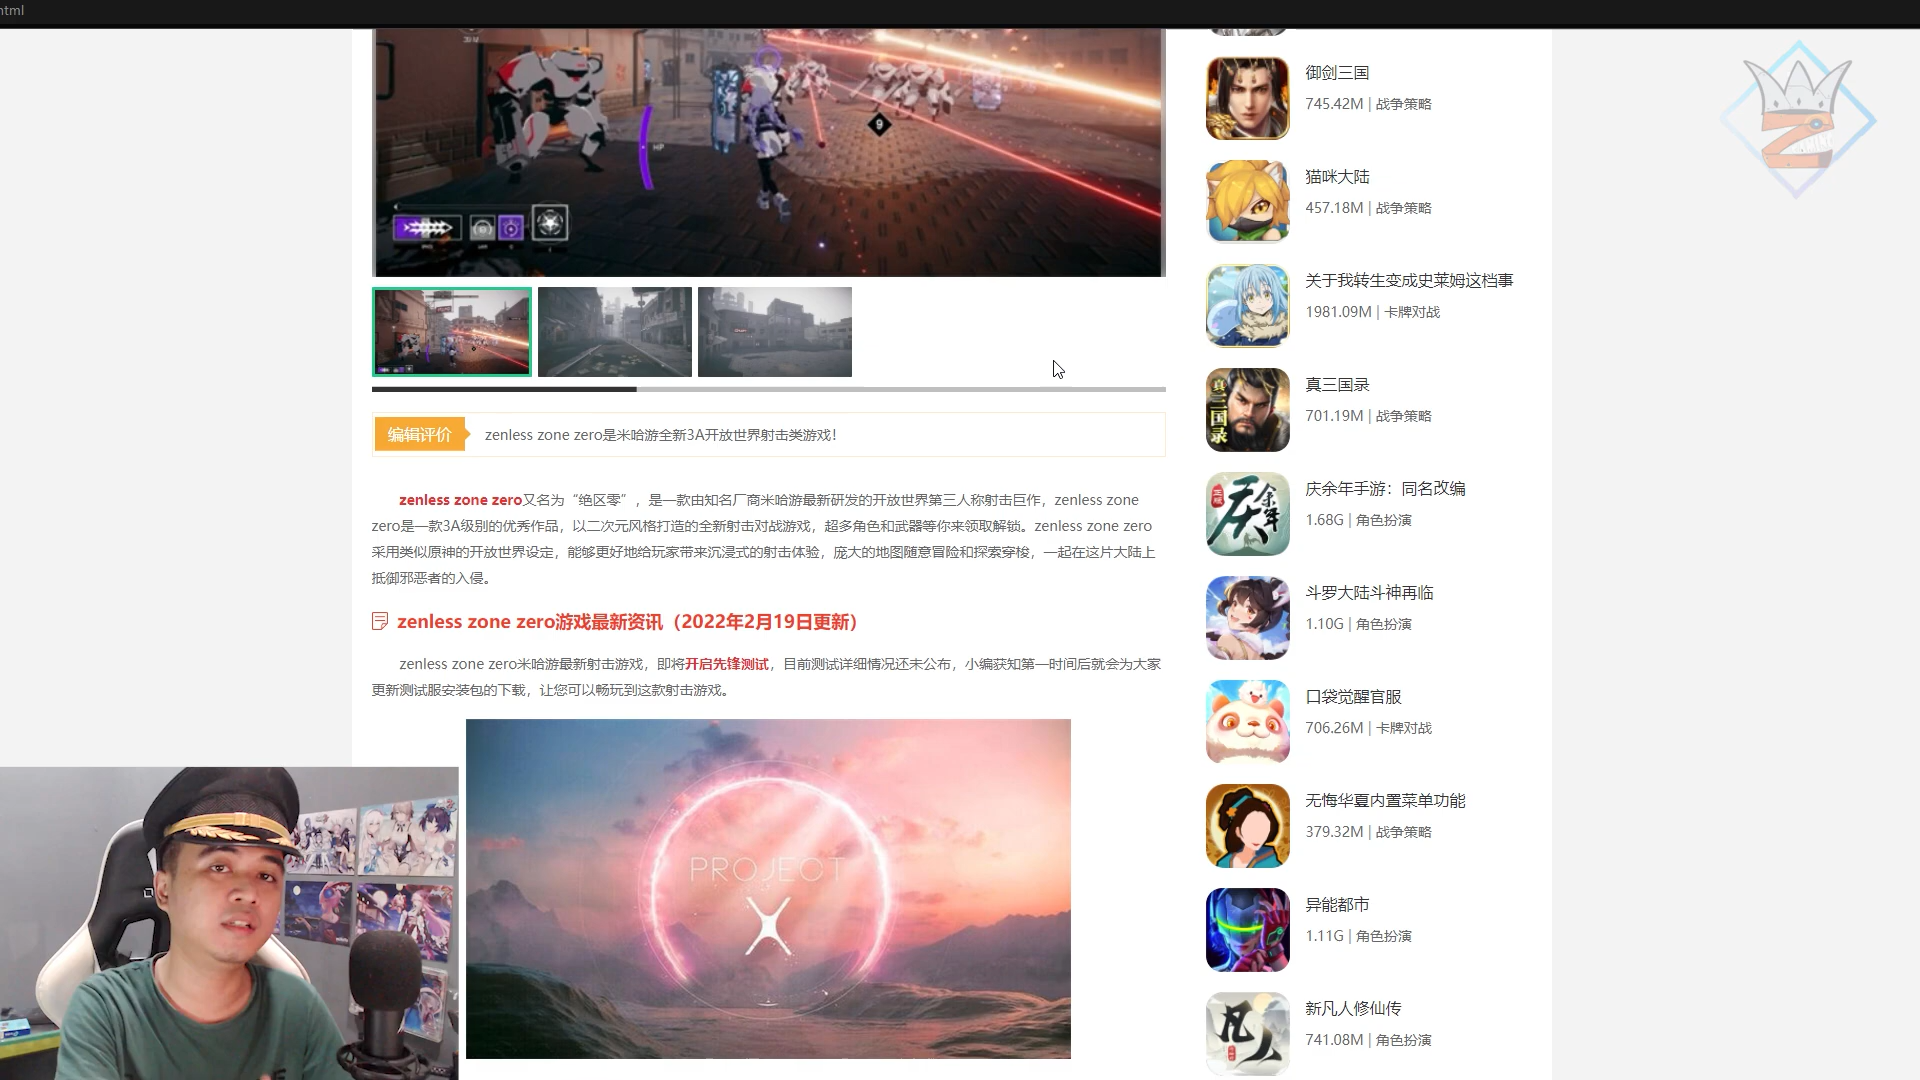 html
9
HP
编辑评价
zenless zone zero是米哈游全新3A开放世界射击类游戏!
zenless zone zero又名为“绝区零”，是一款由知名厂商米哈游最新研发的开放世界第三人称射击巨作，zenless zone
zero是一款3A级别的优秀作品，以二次元风格打造的全新射击对战游戏，超多角色和武器等你来领取解锁。zenless zone zero
采用类似原神的开放世界设定，能够更好地给玩家带来沉浸式的射击体验，庞大的地图随意冒险和探索穿梭，一起在这片大陆上
抵御邪恶者的入侵。
zenless zone zero游戏最新资讯（2022年2月19日更新）
zenless zone zero米哈游最新射击游戏，即将开启先锋测试，目前测试详细情况还未公布，小编获知第一时间后就会为大家
更新测试服安装包的下载，让您可以畅玩到这款射击游戏。
PROJECT
X
御剑三国
745.42M | 战争策略
猫咪大陆
457.18M | 战争策略
关于我转生变成史莱姆这档事
1981.09M | 卡牌对战
真三国录
真三国录
701.19M | 战争策略
庆余年
庆余年手游：同名改编
1.68G | 角色扮演
斗罗大陆斗神再临
1.10G | 角色扮演
口袋觉醒官服
706.26M | 卡牌对战
无悔华夏内置菜单功能
379.32M | 战争策略
异能都市
1.11G | 角色扮演
凡人
新凡人修仙传
741.08M | 角色扮演